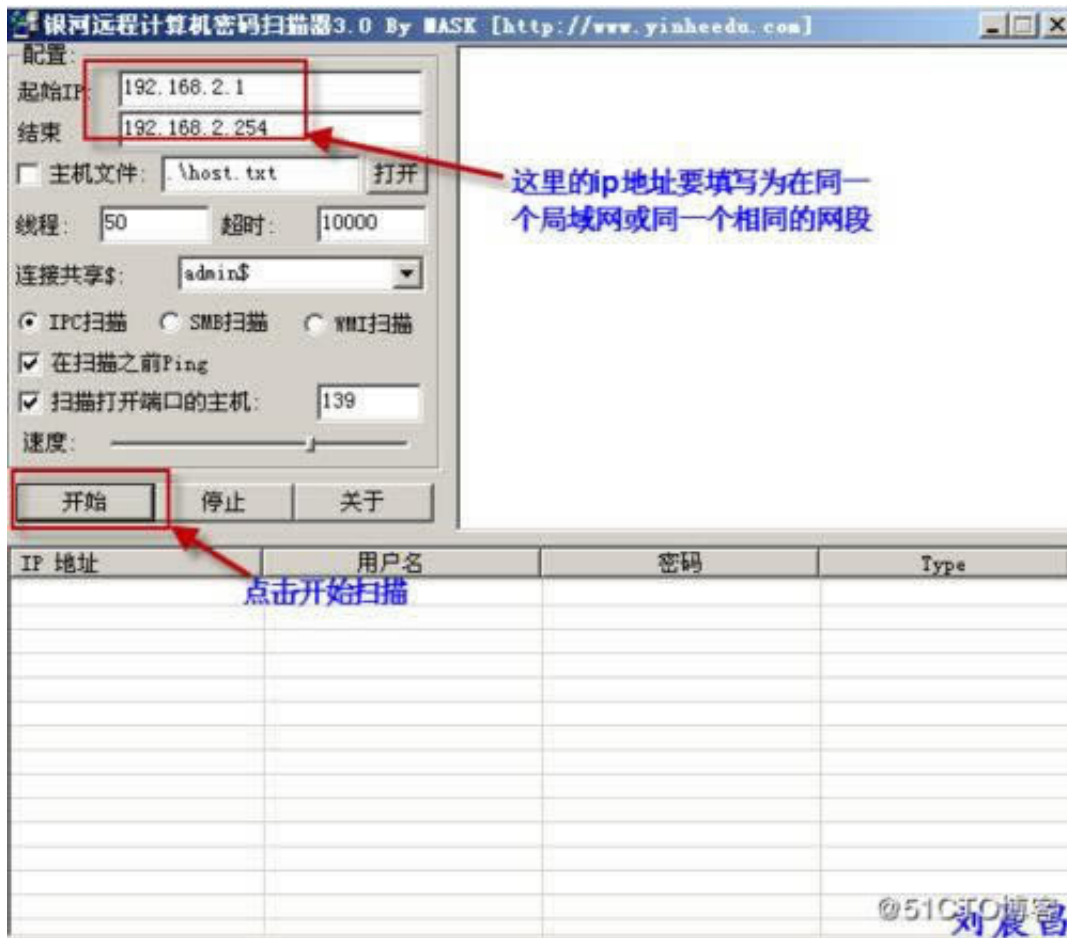 银河远程计算机密码扫描器3.0 By MASK [http://www.yinheedu.com]
配置:
起始IP: 192.168.2.1
结束 192.168.2.254
主机文件: .\host.txt 打开
这里的ip地址要填写为在同一
个局域网或同一个相同的网段
线程: 50 超时: 10000
连接共享$: admin$
IPC扫描 SMB扫描 WMI扫描
在扫描之前Ping
扫描打开端口的主机: 139
速度:
开始 停止 关于
IP 地址 用户名 密码 Type
点击开始扫描
@51CTO博客
刘晨昌